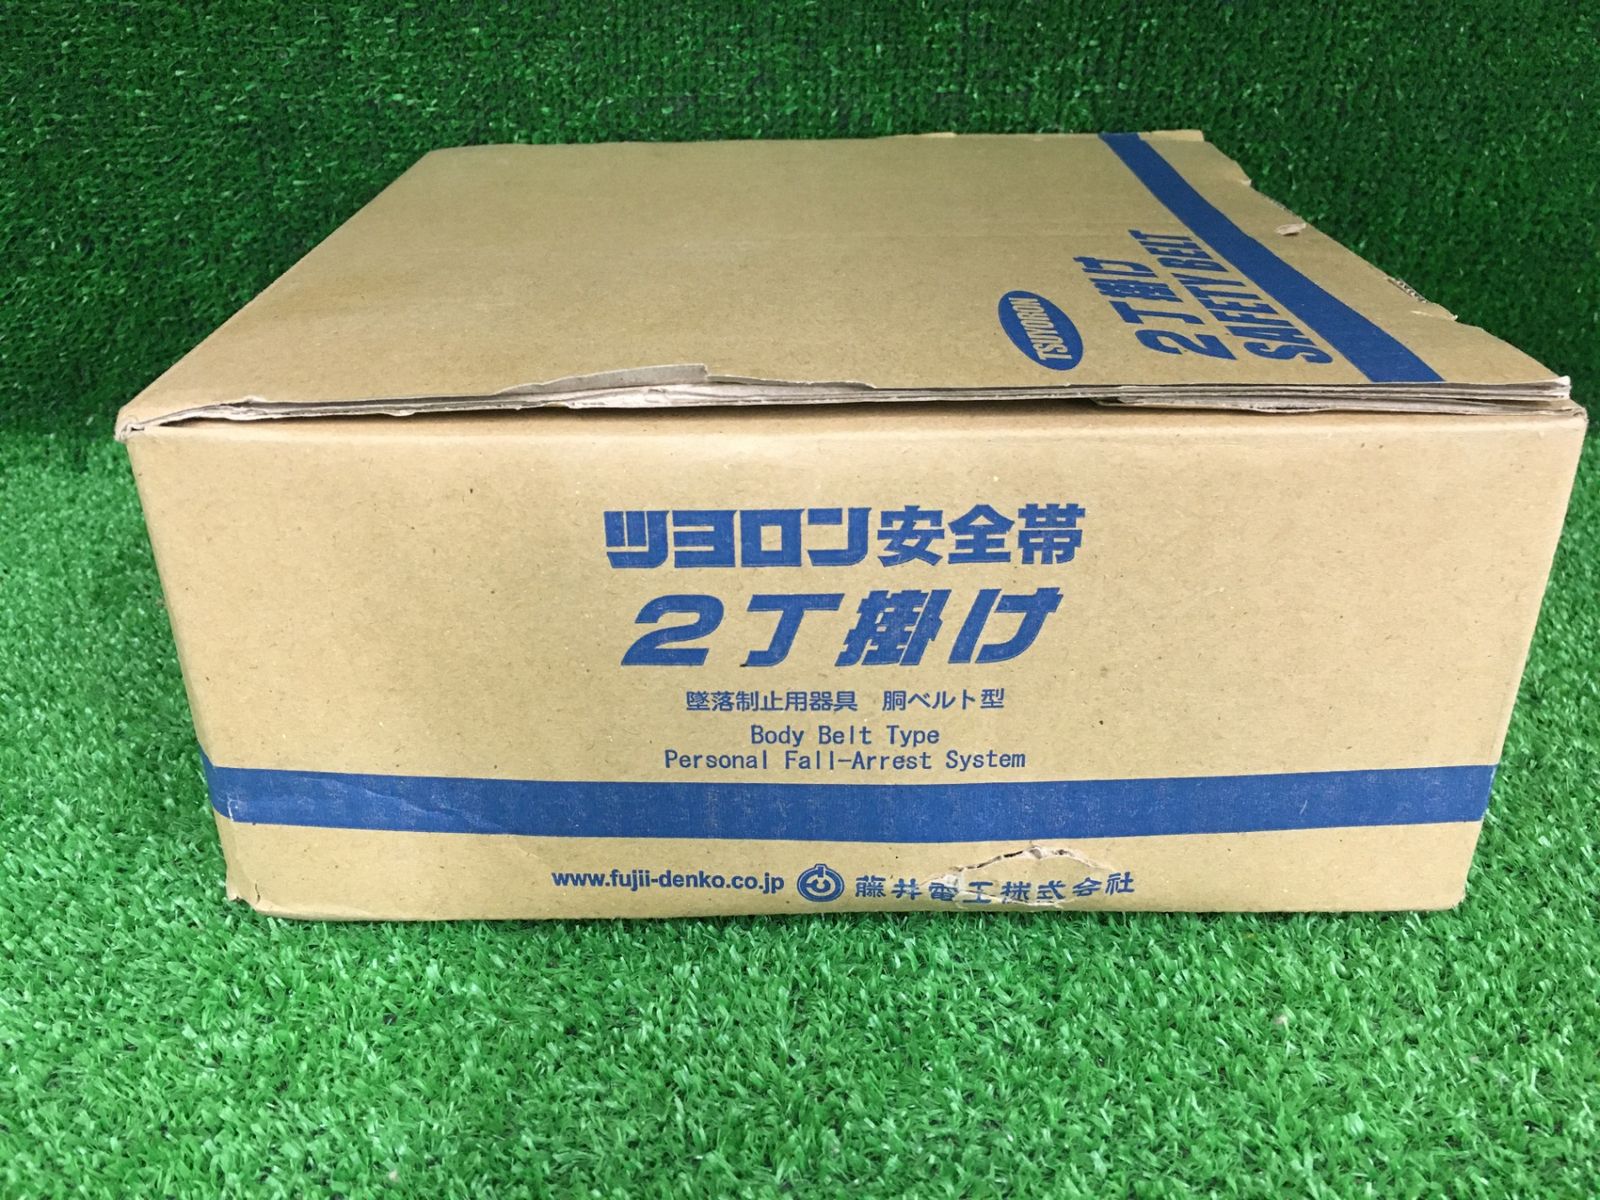 TSUYORON
2丁掛け
SAFETY BELT
ツヨロン安全帯
2丁掛け
墜落制止用器具 胴ベルト型
Body Belt Type
Personal Fall-Arrest System
www.fujii-denko.co.jp 藤井電工株式会社